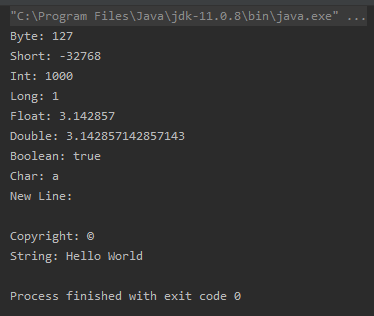 "C:\Program Files\Java\jdk-11.0.8\bin\java.exe" ...
Byte: 127
Short: -32768
Int: 1000
Long: 1
Float: 3.142857
Double: 3.142857142857143
Boolean: true
Char: a
New Line:

Copyright: ©
String: Hello World

Process finished with exit code 0